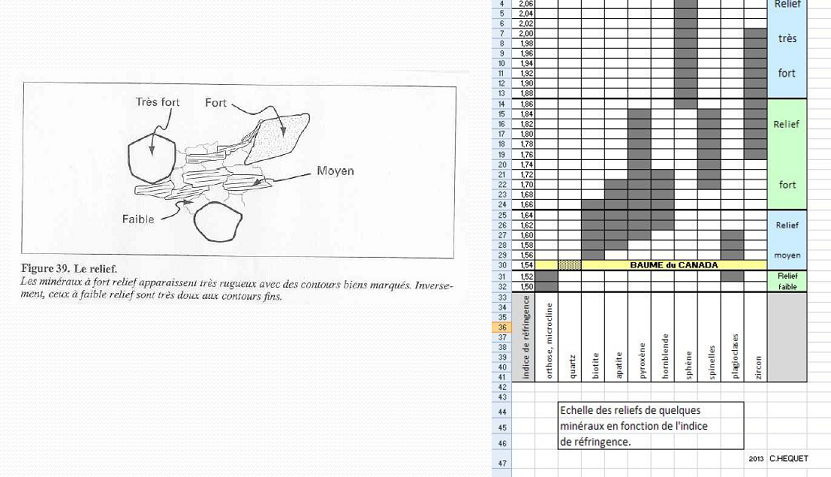 Très fort
Fort
Moyen
Faible
Figure 39. Le relief.
Les minéraux à fort relief apparaissent très rugueux avec des contours biens marqués. Inverse-
ment, ceux à faible relief sont très doux aux contours fins.
4 2,06 Relief
5 2,04
6 2,02
7 2,00 très
8 1,98
9 1,96
10 1,94
11 1,92 fort
12 1,90
13 1,88
14 1,86
15 1,84
16 1,82 Relief
17 1,80
18 1,78
19 1,76
20 1,74
21 1,72
22 1,70 fort
23 1,68
24 1,66
25 1,64
26 1,62 Relief
27 1,60
28 1,58
29 1,56 moyen
30 1,54 BAUME du CANADA
31 1,52 Relief
32 1,50 faible
33
34
35
36
37
38
39
40
41
indice de réfringence
orthose, microcline
quartz
biotite
apatite
pyroxène
hornblende
sphène
spinelles
plagioclases
zircon
42
43
44 Echelle des reliefs de quelques
45 minéraux en fonction de l'indice
46 de réfringence.
47 2013 C.HEQUET